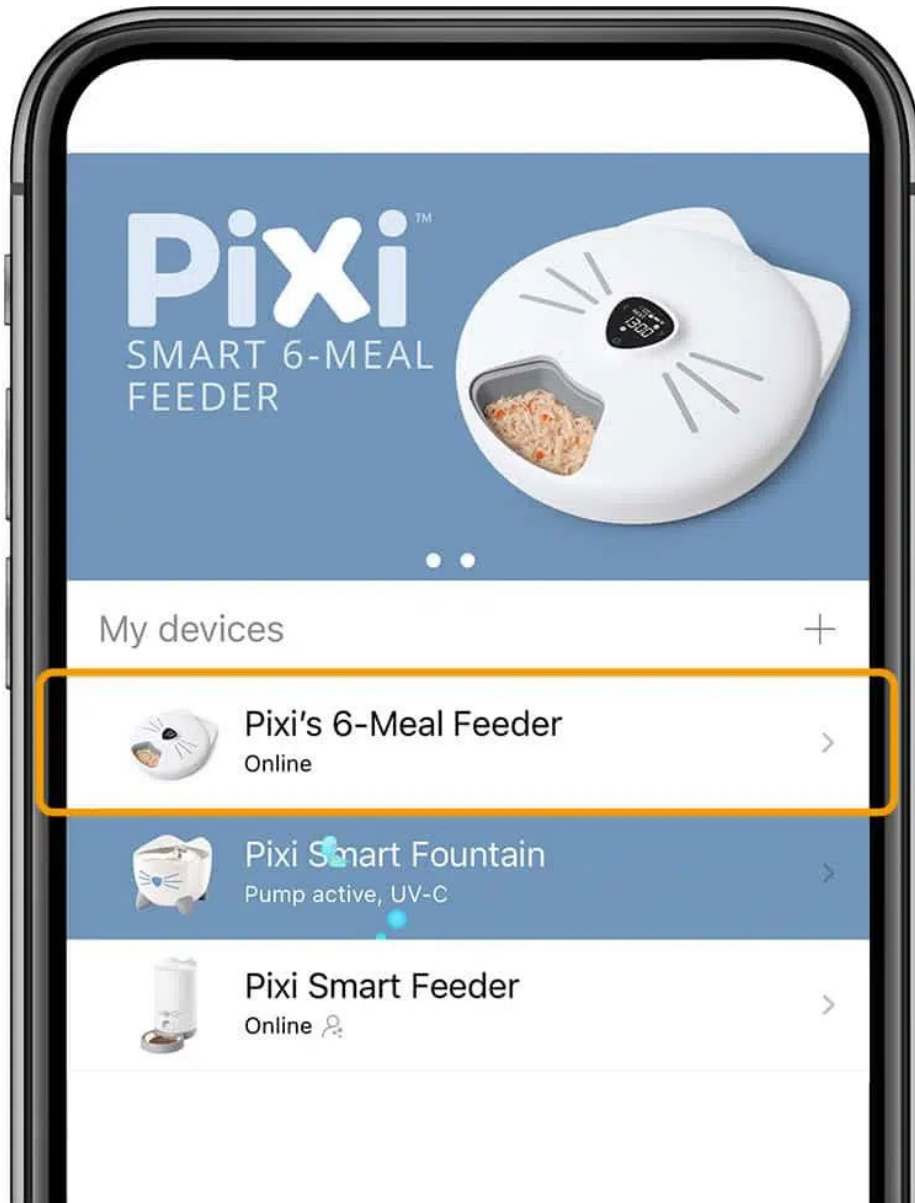 Pixi™
SMART 6-MEAL
FEEDER
My devices
Pixi's 6-Meal Feeder
Online
Pixi Smart Fountain
Pump active, UV-C
Pixi Smart Feeder
Online